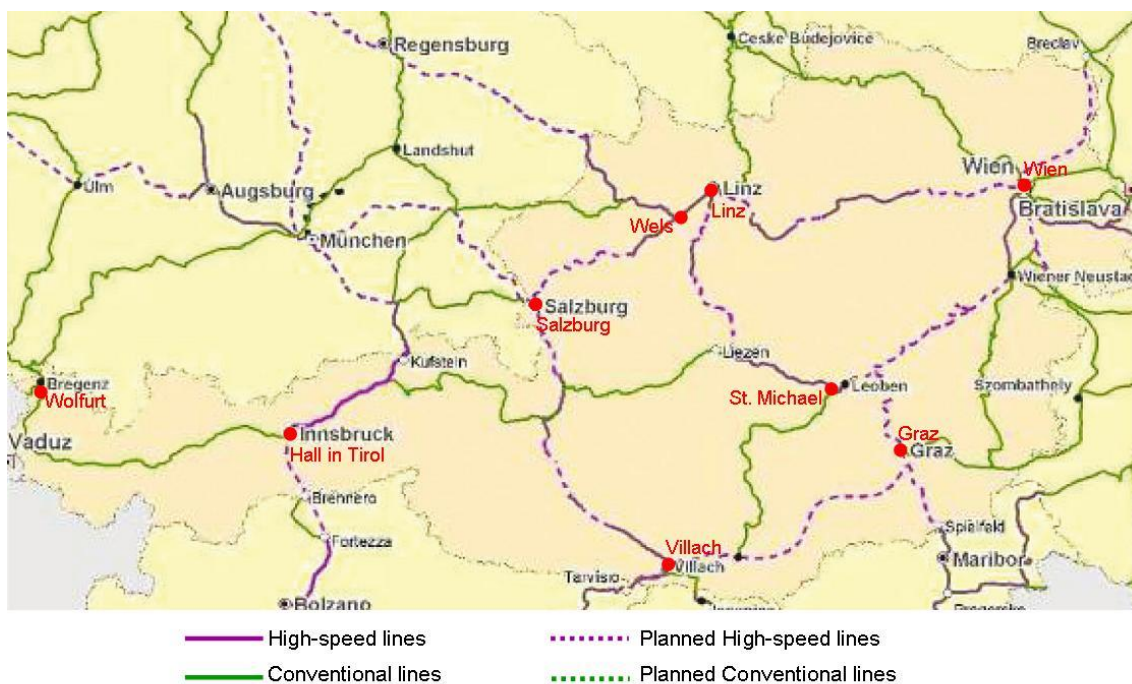 Regensburg
Ceske Budejovice
Breclav
Landshut
Ulm
Augsburg
Linz
Linz
Wien
Wien
Wels
Bratislava
München
Wiener Neustad
Salzburg
Salzburg
Kufstein
Liezen
Bregenz
Wolfurt
St. Michael
Leoben
Szombathely
Vaduz
Innsbruck
Hall in Tirol
Graz
Graz
Brennero
Fortezza
Spielfeld
Villach
Villach
Maribor
Tarvisio
Bolzano
High-speed lines
Planned High-speed lines
Conventional lines
Planned Conventional lines